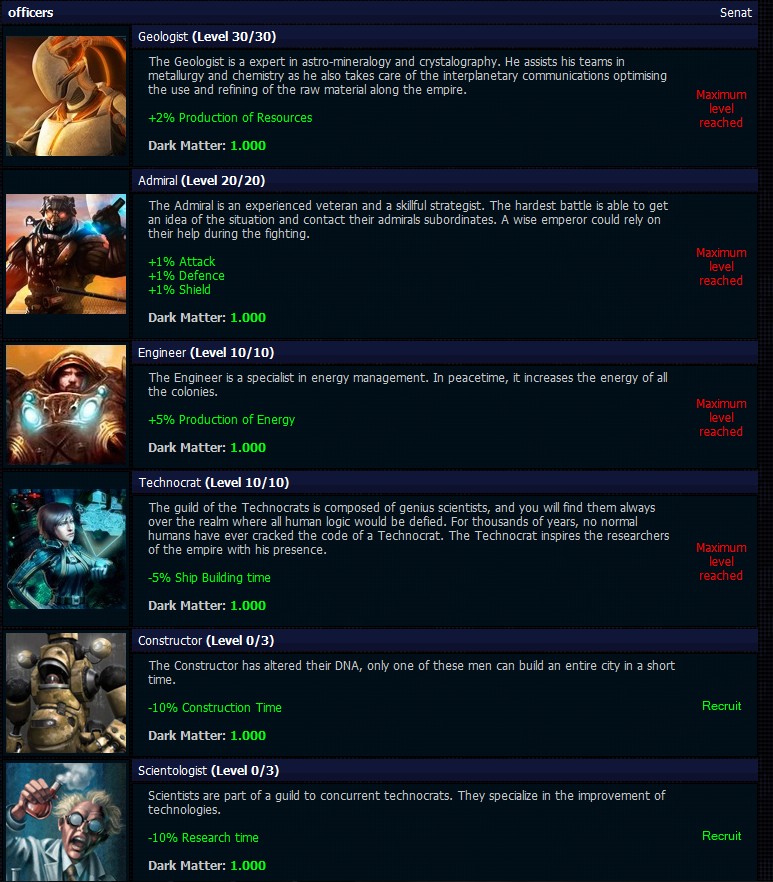 officers Senat
Geologist (Level 30/30)
The Geologist is a expert in astro-mineralogy and crystalography. He assists his teams in
metallurgy and chemistry as he also takes care of the interplanetary communications optimising
the use and refining of the raw material along the empire.
+2% Production of Resources
Dark Matter: 1.000
Maximum
level
reached
Admiral (Level 20/20)
The Admiral is an experienced veteran and a skillful strategist. The hardest battle is able to get
an idea of the situation and contact their admirals subordinates. A wise emperor could rely on
their help during the fighting.
+1% Attack
+1% Defence
+1% Shield
Dark Matter: 1.000
Maximum
level
reached
Engineer (Level 10/10)
The Engineer is a specialist in energy management. In peacetime, it increases the energy of all
the colonies.
+5% Production of Energy
Dark Matter: 1.000
Maximum
level
reached
Technocrat (Level 10/10)
The guild of the Technocrats is composed of genius scientists, and you will find them always
over the realm where all human logic would be defied. For thousands of years, no normal
humans have ever cracked the code of a Technocrat. The Technocrat inspires the researchers
of the empire with his presence.
-5% Ship Building time
Dark Matter: 1.000
Maximum
level
reached
Constructor (Level 0/3)
The Constructor has altered their DNA, only one of these men can build an entire city in a short
time.
-10% Construction Time
Dark Matter: 1.000
Recruit
Scientologist (Level 0/3)
Scientists are part of a guild to concurrent technocrats. They specialize in the improvement of
technologies.
-10% Research time
Dark Matter: 1.000
Recruit